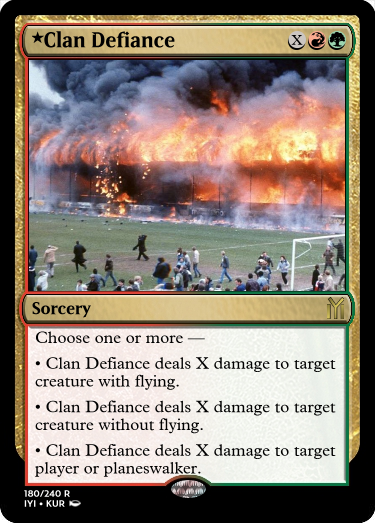 ★Clan Defiance
X
Sorcery
Choose one or more —
• Clan Defiance deals X damage to target
creature with flying.
• Clan Defiance deals X damage to target
creature without flying.
• Clan Defiance deals X damage to target
player or planeswalker.
180/240 R
IYI • KUR